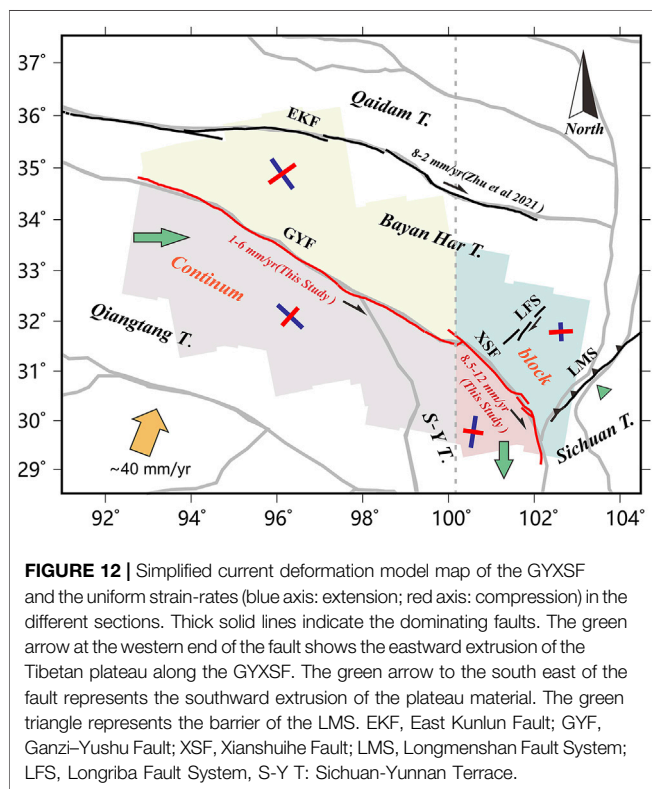 37°
36°
35°
34°
33°
32°
31°
30°
29°
92°
94°
96°
98°
100°
102°
104°
North
Qaidam T.
EKF
8-2 mm/yr(Zhu et al 2021 )
Bayan Har T.
GYF
1-6 mm/yr(This Study )
Continum
Qiangtang T.
LFS
XSF
block
LMS
8.5-12 mm/yr
(This Study )
S-Y T.
Sichuan T.
~40 mm/yr
FIGURE 12 | Simplified current deformation model map of the GYXSF
and the uniform strain-rates (blue axis: extension; red axis: compression) in the
different sections. Thick solid lines indicate the dominating faults. The green
arrow at the western end of the fault shows the eastward extrusion of the
Tibetan plateau along the GYXSF. The green arrow to the south east of the
fault represents the southward extrusion of the plateau material. The green
triangle represents the barrier of the LMS. EKF, East Kunlun Fault; GYF,
Ganzi–Yushu Fault; XSF, Xianshuihe Fault; LMS, Longmenshan Fault System;
LFS, Longriba Fault System, S-Y T: Sichuan-Yunnan Terrace.